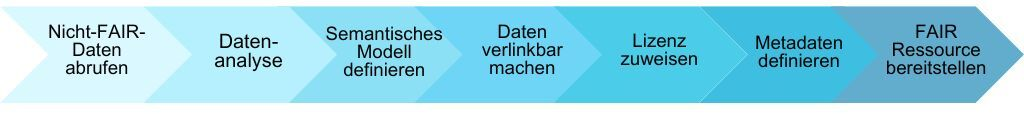 Nicht-FAIR-
Daten
abrufen
Daten-
analyse
Semantisches
Modell
definieren
Daten
verlinkbar
machen
Lizenz
zuweisen
Metadaten
definieren
FAIR
Ressource
bereitstellen